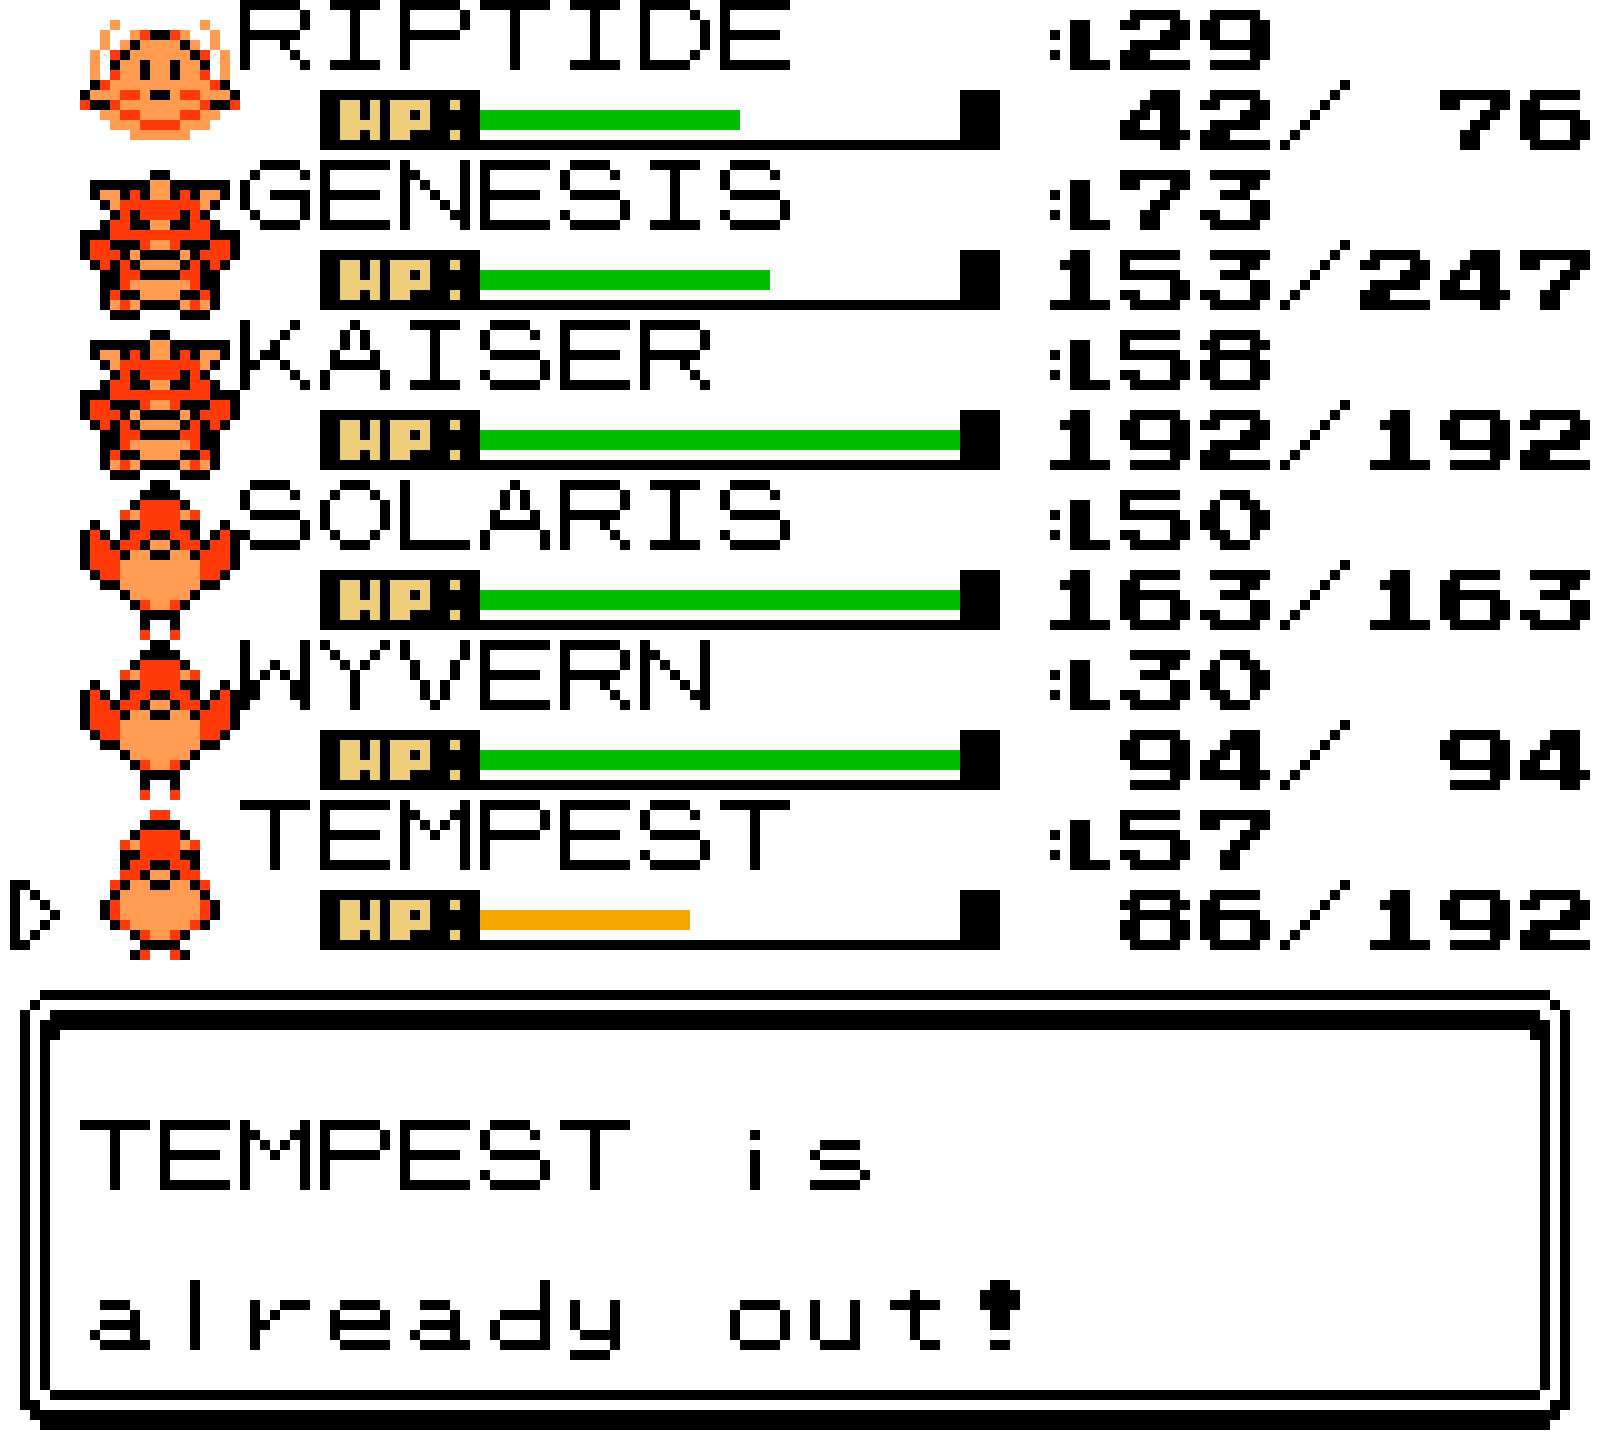 RIPTIDE :L29
HP: 42/ 76
GENESIS :L73
HP: 153/247
KAISER :L58
HP: 192/192
SOLARIS :L50
HP: 163/163
WYVERN :L30
HP: 94/ 94
TEMPEST :L57
HP: 86/192
TEMPEST is
already out!